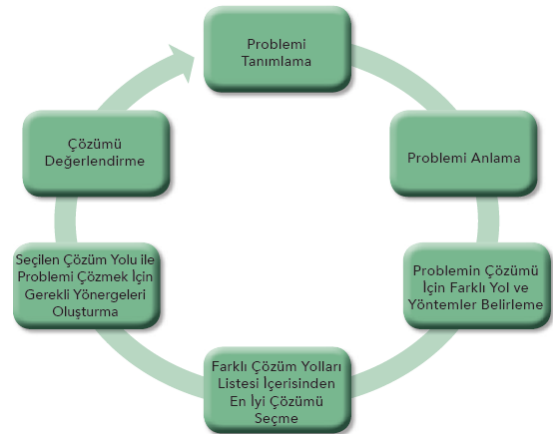 Problemi
Tanımlama
Problemi Anlama
Problemin Çözümü
İçin Farklı Yol ve
Yöntemler Belirleme
Farklı Çözüm Yolları
Listesi İçerisinden
En İyi Çözümü
Seçme
Seçilen Çözüm Yolu ile
Problemi Çözmek İçin
Gerekli Yönergeleri
Oluşturma
Çözümü
Değerlendirme